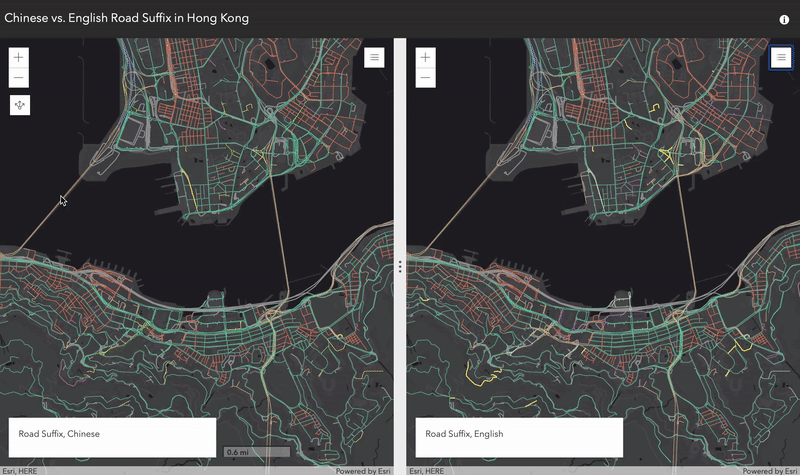 Chinese vs. English Road Suffix in Hong Kong
Road Suffix, Chinese
0.6 mi
Esri, HERE
Powered by Esri
Road Suffix, English
Esri, HERE
Powered by Esri